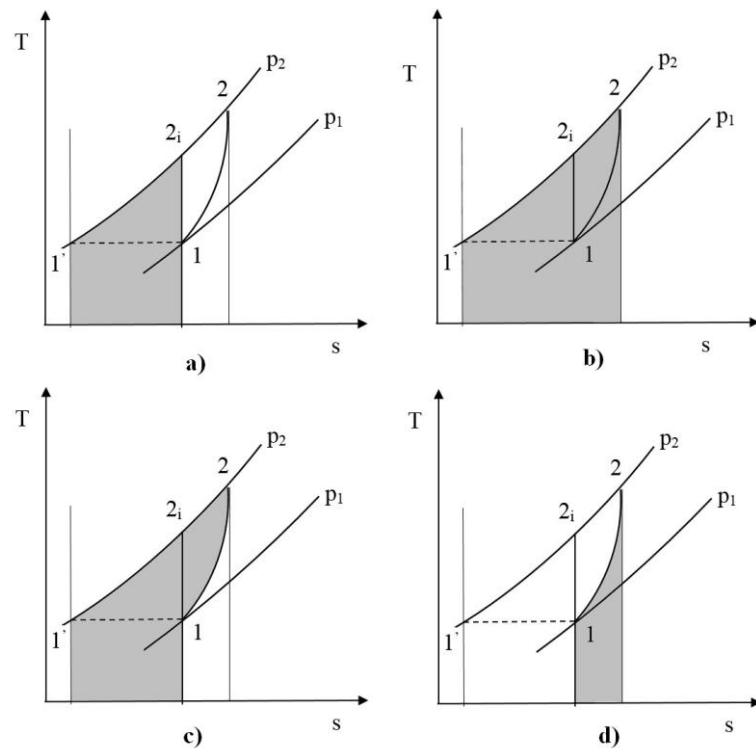 T
p₂
2
p₁
2ᵢ
1’
1
s
a)
T
p₂
2
p₁
2ᵢ
1’
1
s
b)
T
p₂
2
p₁
2ᵢ
1’
1
s
c)
T
p₂
2
p₁
2ᵢ
1’
1
s
d)